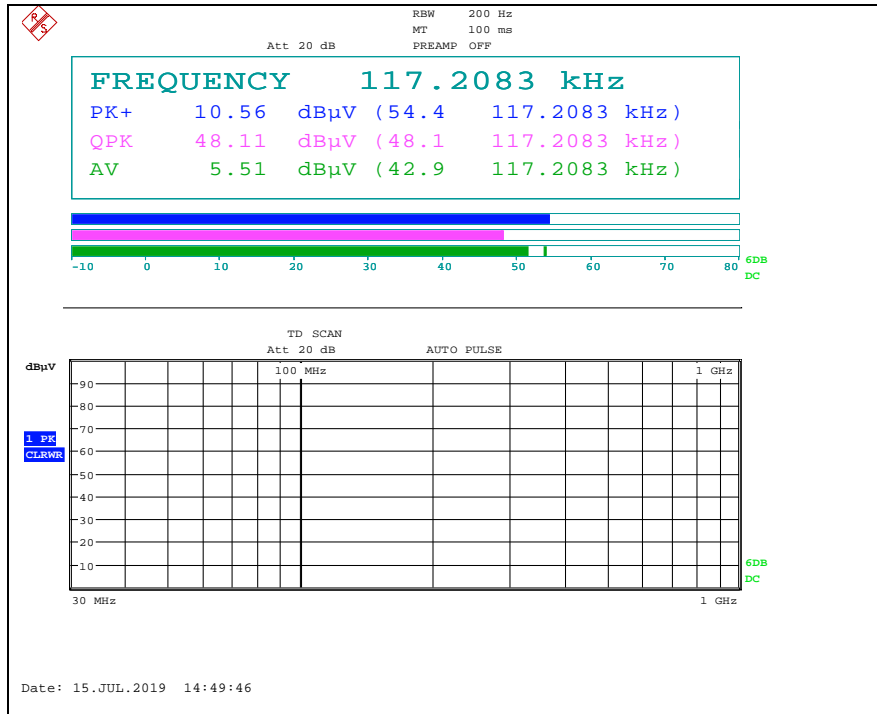 R S
RBW 200 Hz
MT 100 ms
Att 20 dB PREAMP OFF
FREQUENCY 117.2083 kHz
PK+ 10.56 dBµV (54.4 117.2083 kHz)
QPK 48.11 dBµV (48.1 117.2083 kHz)
AV 5.51 dBµV (42.9 117.2083 kHz)
-10 0 10 20 30 40 50 60 70 80
6DB
DC
TD SCAN
Att 20 dB AUTO PULSE
dBµV
100 MHz 1 GHz
90
80
70
1 PK
CLRWR
60
50
40
30
20
10
6DB
DC
30 MHz 1 GHz
Date: 15.JUL.2019 14:49:46